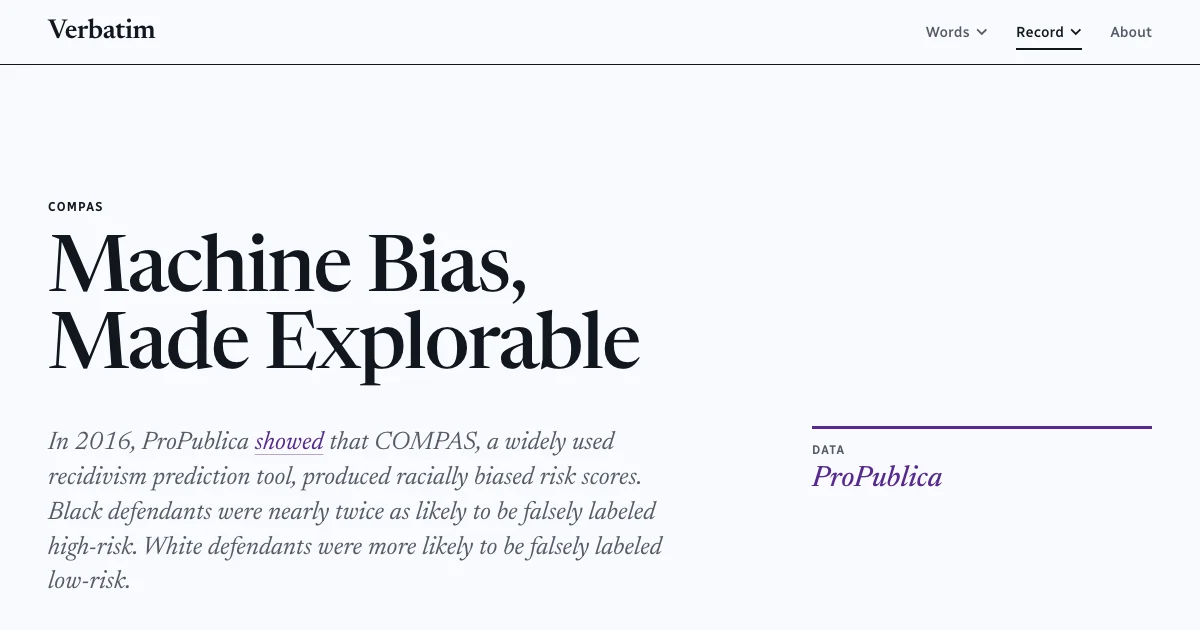 Verbatim
Words
Record
About
COMPAS
Machine Bias,
Made Explorable
In 2016, ProPublica showed that COMPAS, a widely used
recidivism prediction tool, produced racially biased risk scores.
Black defendants were nearly twice as likely to be falsely labeled
high-risk. White defendants were more likely to be falsely labeled
low-risk.
DATA
ProPublica